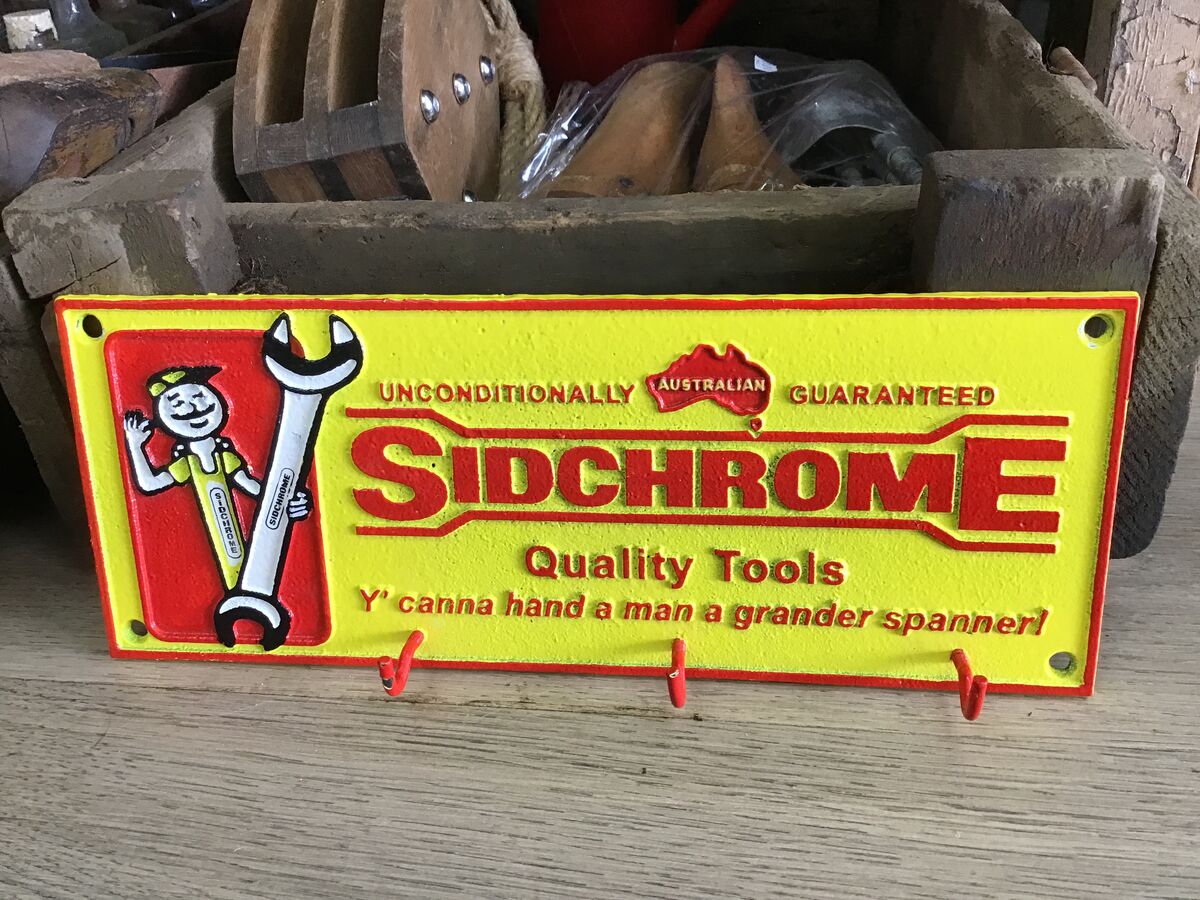 UNCONDITIONALLY AUSTRALIAN GUARANTEED
SIDCHROME
Quality Tools
Y' canna hand a man a grander spanner!
SIDCHROME
SIDCHROME